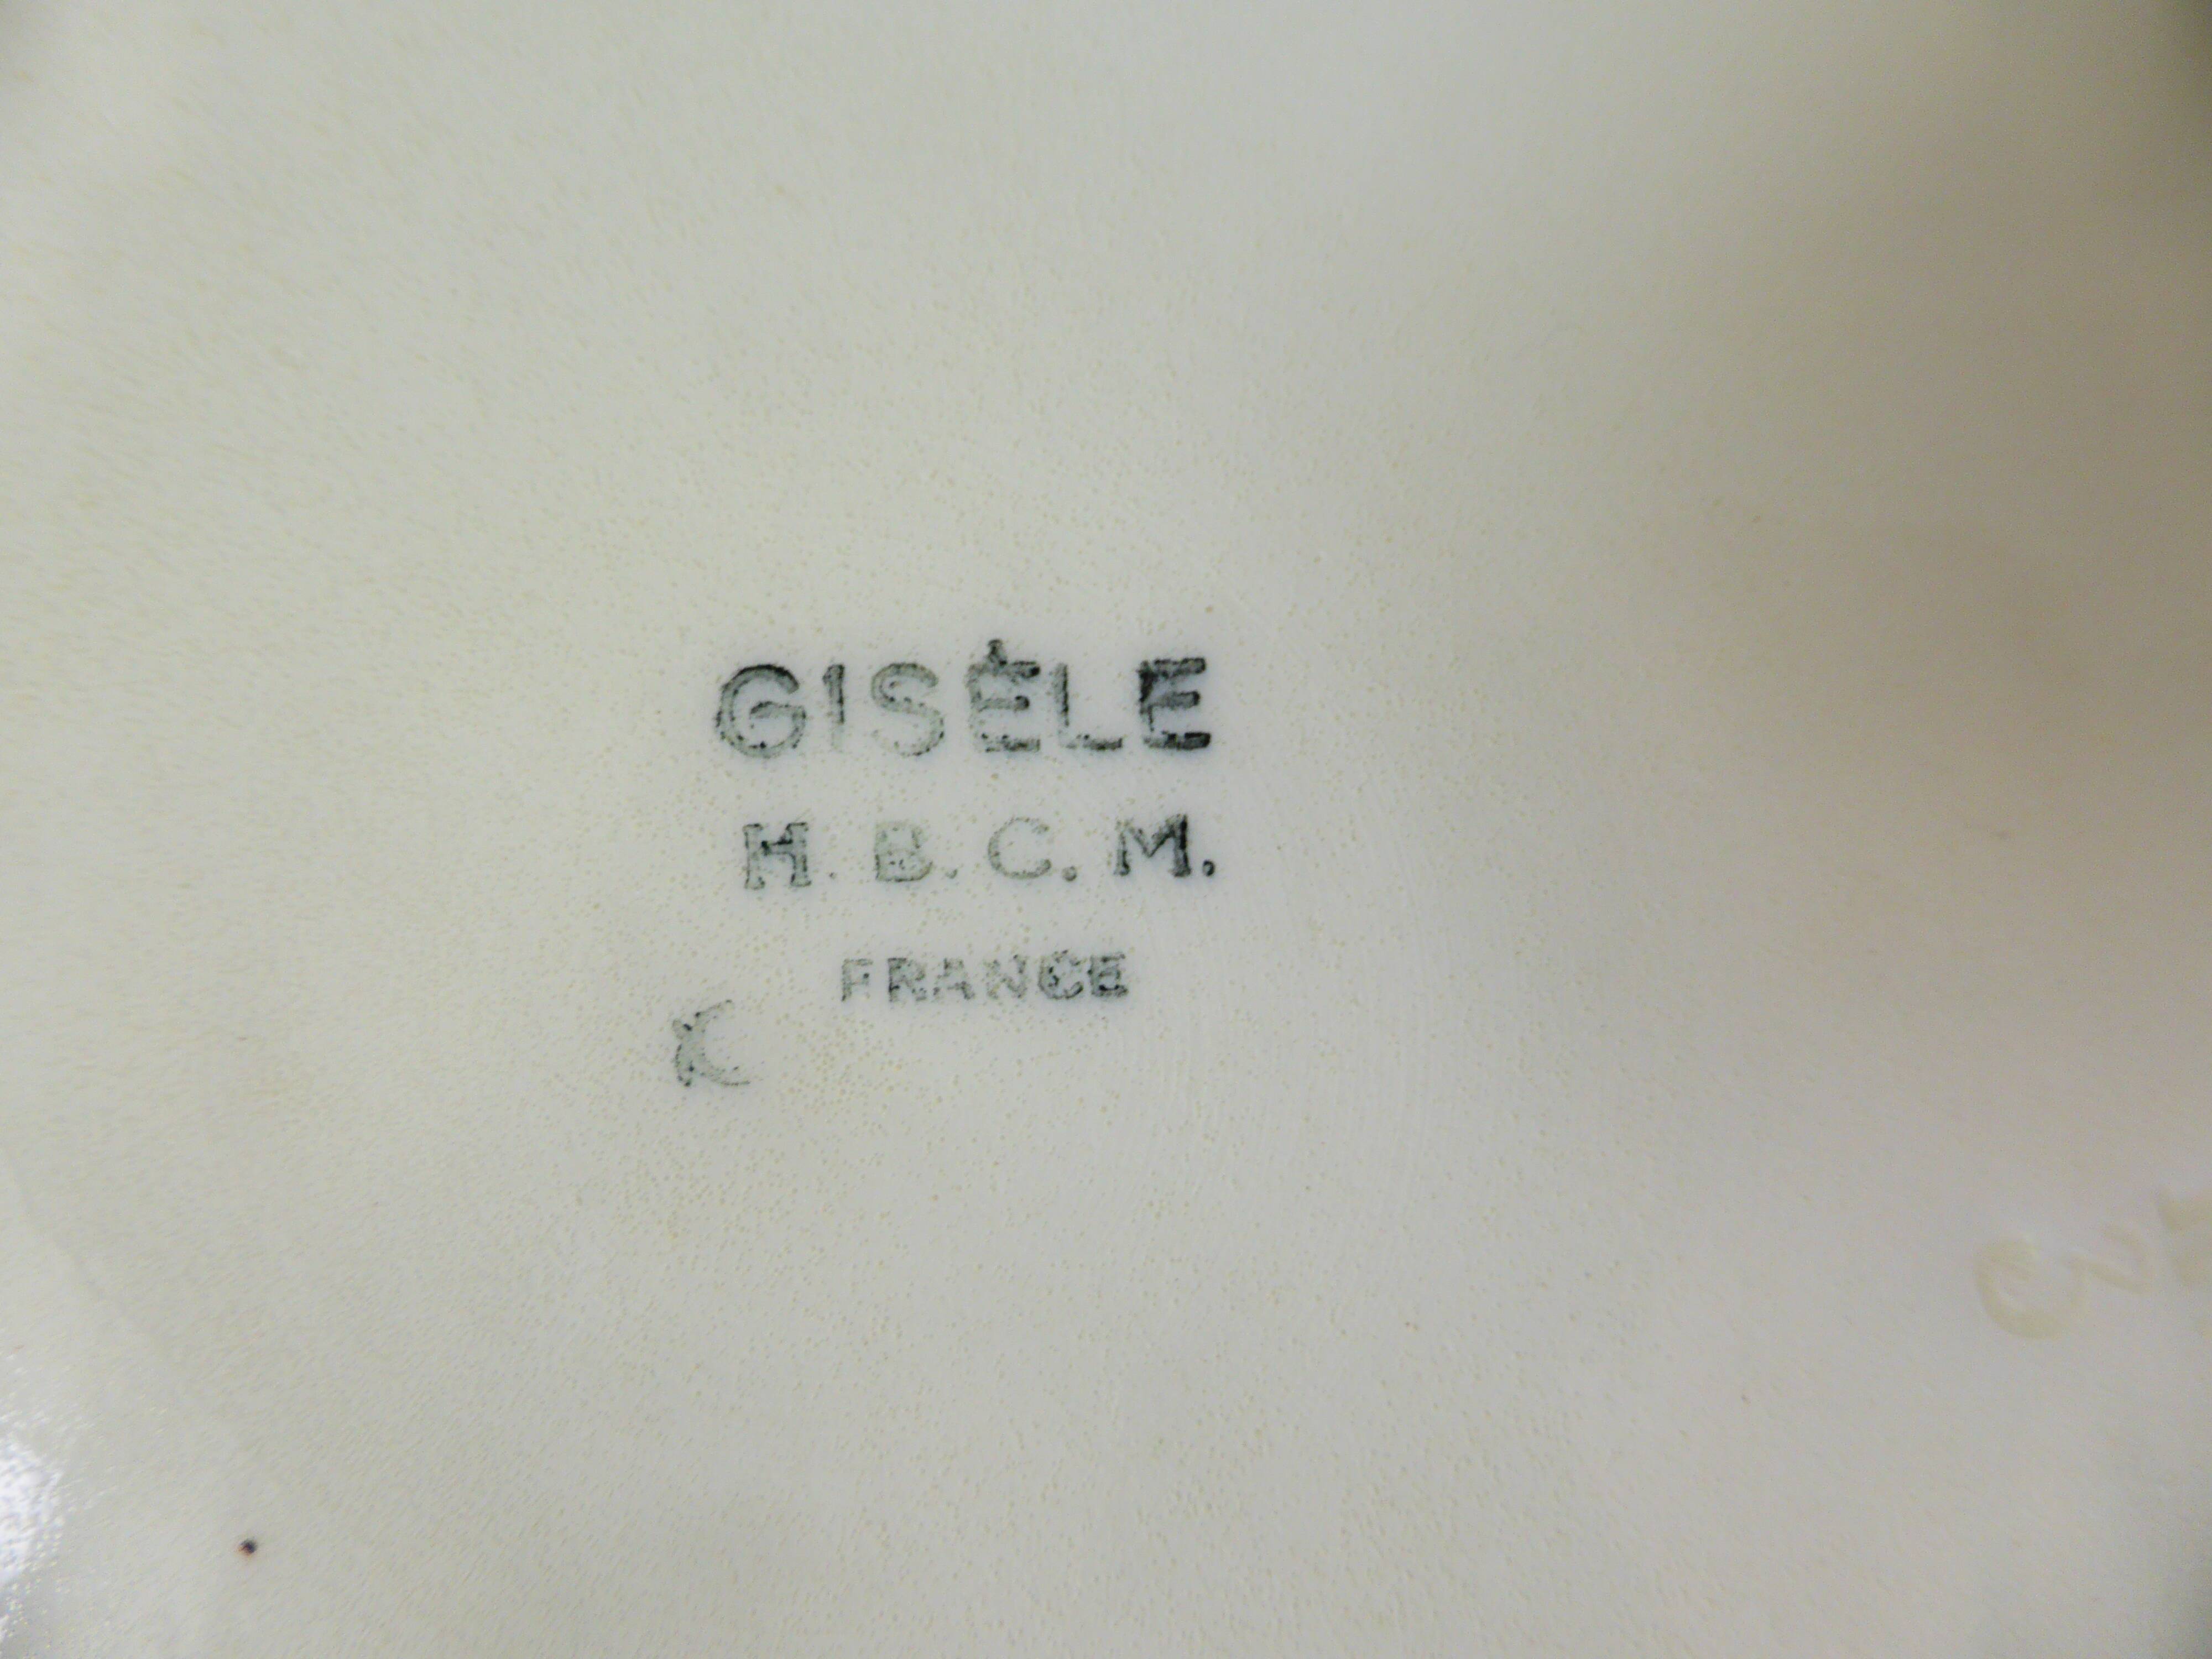 GISÈLE
H. B. C. M.
FRANCE